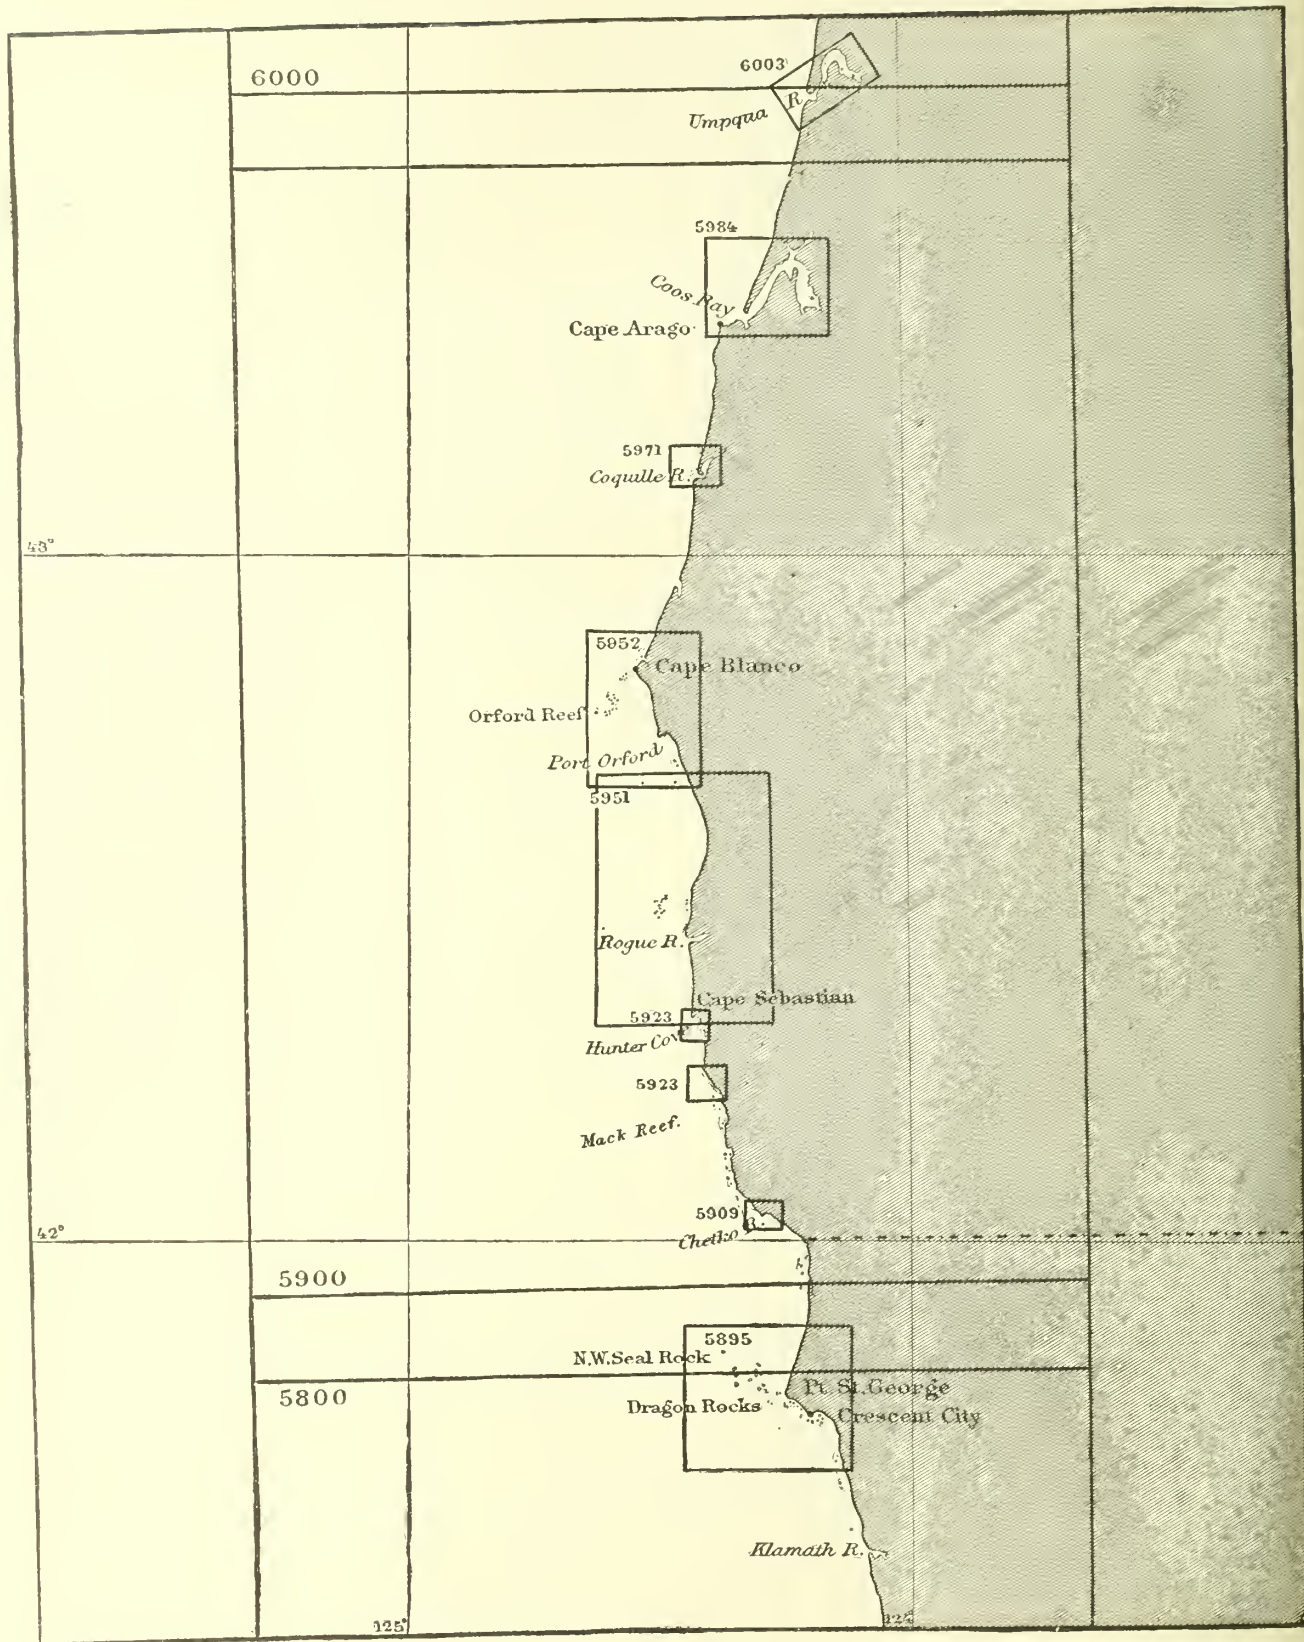 6003
6000
Umpqua R
5984
Coos Bay
Cape Arago
5971
Coquille R.
43°
5952
Cape Blanco
Orford Reef
Port Orford
5951
Rogue R.
Cape Sebastian
5923
Hunter Cove
5923
Mack Reef.
5909
Chetko R.
42°
5900
5895
N.W. Seal Rock
5800
Pt. St. George
Dragon Rocks
Crescent City
Klamath R.
125°
124°